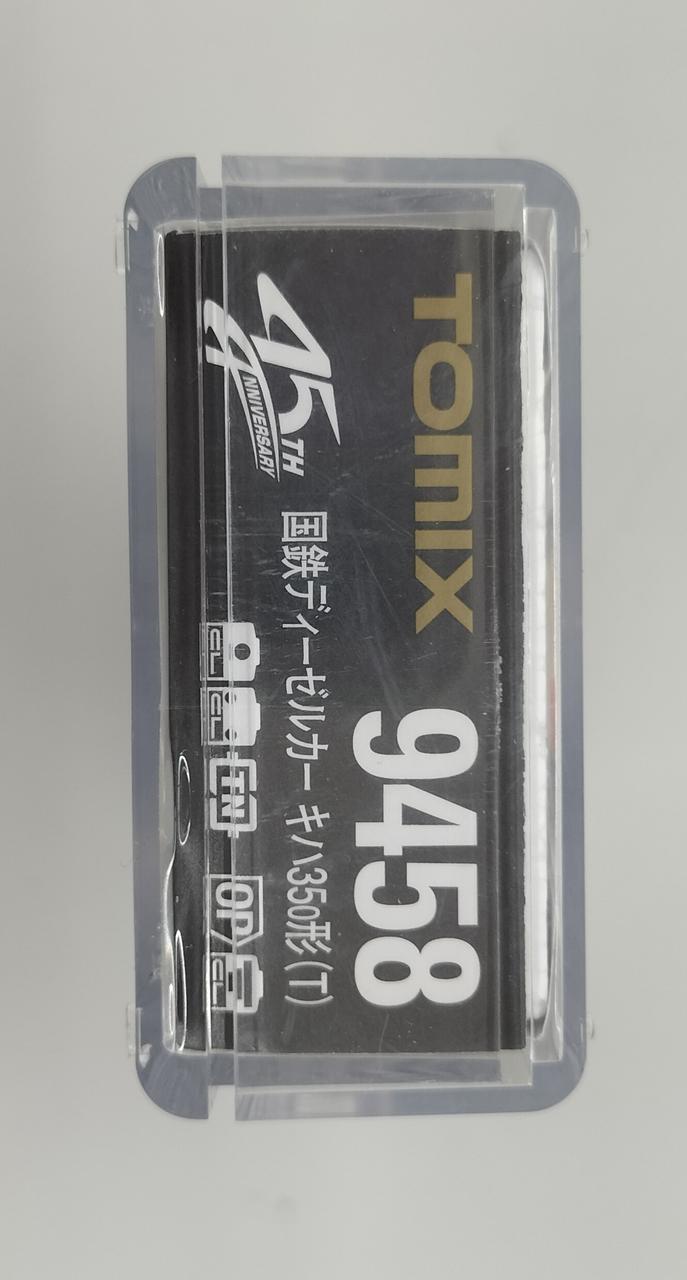 TOMIX
9458
45TH
ANNIVERSARY
国鉄ディーゼルカー キハ350形(T)
CL CL TN OP CL